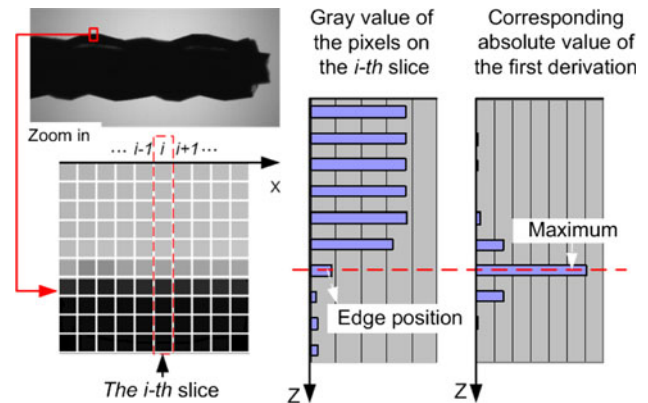 Gray value of
the pixels on
the i-th slice
Corresponding
absolute value of
the first derivation
Zoom in
... i-1 i i+1...
X
Maximum
Edge position
The i-th slice
Z
Z